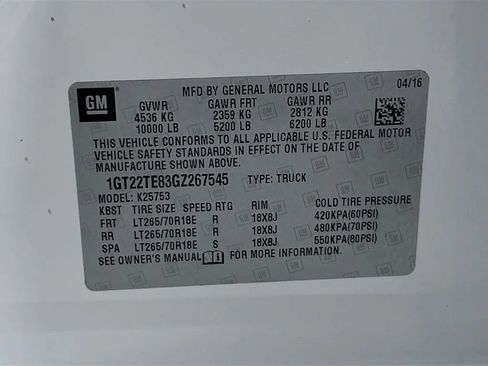 GM
MFD BY GENERAL MOTORS LLC 04/16
GVWR GAWR FRT GAWR RR
4536 KG 2359 KG 2812 KG
10000 LB 5200 LB 6200 LB
THIS VEHICLE CONFORMS TO ALL APPLICABLE U.S. FEDERAL MOTOR
VEHICLE SAFETY STANDARDS IN EFFECT ON THE DATE OF
MANUFACTURE SHOWN ABOVE.
1GT22TE83GZ267545 TYPE: TRUCK
MODEL: K25753
KBST TIRE SIZE SPEED RTG RIM COLD TIRE PRESSURE
FRT LT265/70R18E R 18X8J 420KPA(60PSI)
RR LT265/70R18E R 18X8J 480KPA(70PSI)
SPA LT265/70R18E S 18X8J 550KPA(80PSI)
SEE OWNER'S MANUAL FOR MORE INFORMATION.